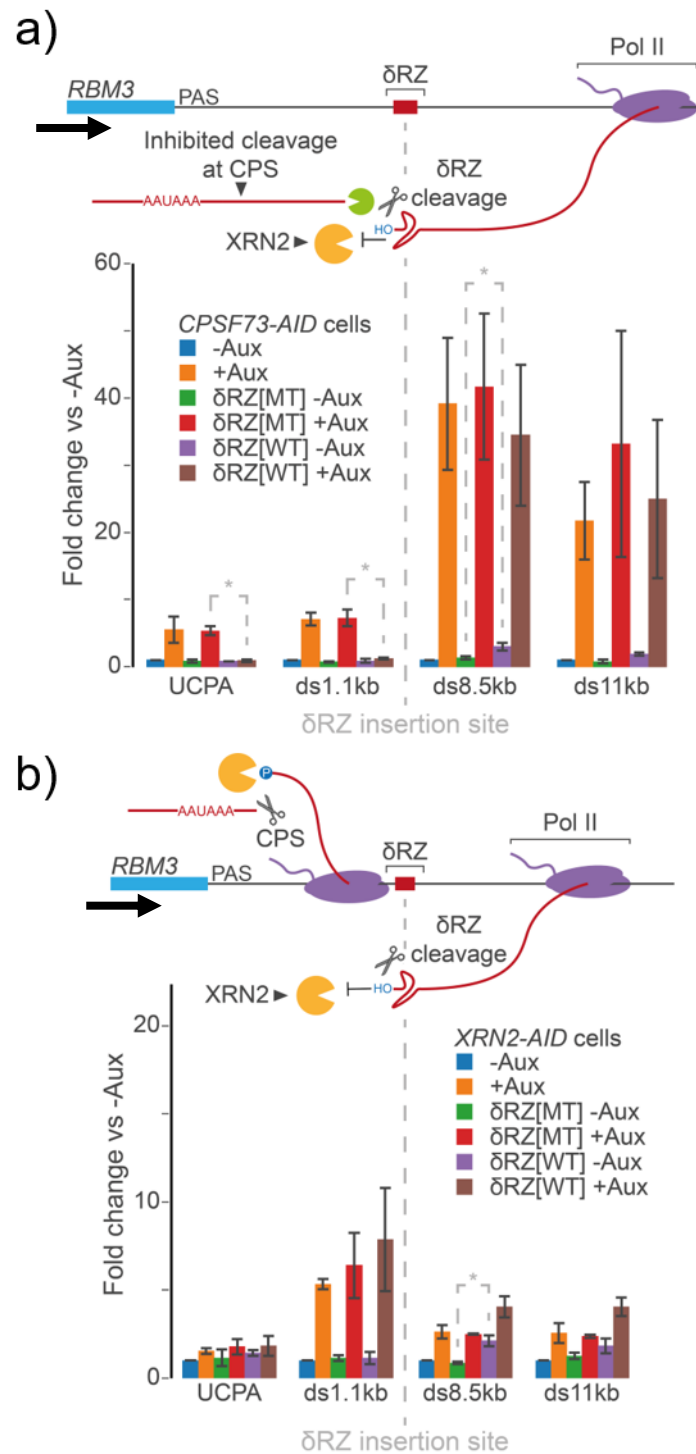 a)
Pol II
δRZ
RBM3
PAS
Inhibited cleavage
at CPS
δRZ
cleavage
AAUAAA
HO
XRN2
60
CPSF73-AID cells
-Aux
+Aux
δRZ[MT] -Aux
δRZ[MT] +Aux
δRZ[WT] -Aux
δRZ[WT] +Aux
*
*
*
40
20
0
Fold change vs -Aux
UCPA
ds1.1kb
ds8.5kb
ds11kb
δRZ insertion site
b)
P
AAUAAA
CPS
Pol II
δRZ
RBM3
PAS
δRZ
cleavage
XRN2
HO
20
XRN2-AID cells
-Aux
+Aux
δRZ[MT] -Aux
δRZ[MT] +Aux
δRZ[WT] -Aux
δRZ[WT] +Aux
10
*
0
Fold change vs -Aux
UCPA
ds1.1kb
ds8.5kb
ds11kb
δRZ insertion site